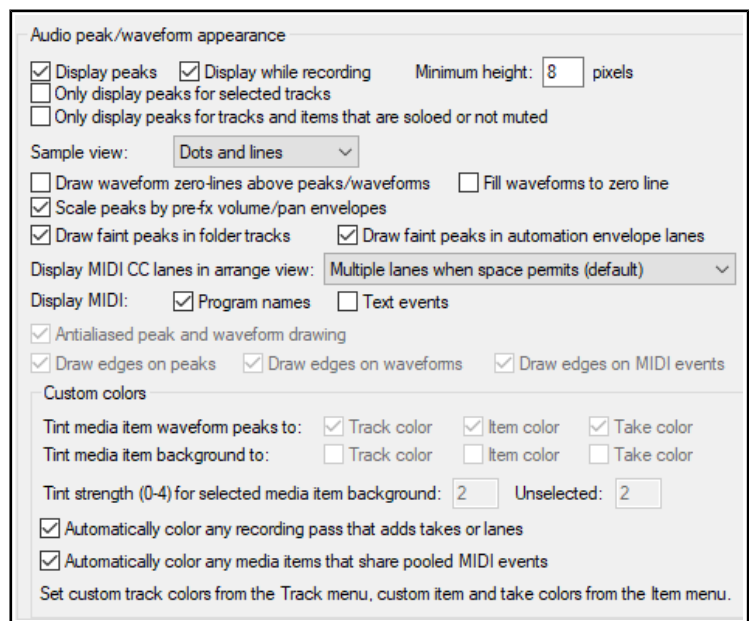 Audio peak/waveform appearance
Display peaks Display while recording Minimum height: 8 pixels
Only display peaks for selected tracks
Only display peaks for tracks and items that are soloed or not muted
Sample view: Dots and lines
Draw waveform zero-lines above peaks/waveforms Fill waveforms to zero line
Scale peaks by pre-fx volume/pan envelopes
Draw faint peaks in folder tracks Draw faint peaks in automation envelope lanes
Display MIDI CC lanes in arrange view: Multiple lanes when space permits (default)
Display MIDI: Program names Text events
Antialiased peak and waveform drawing
Draw edges on peaks Draw edges on waveforms Draw edges on MIDI events
Custom colors
Tint media item waveform peaks to: Track color Item color Take color
Tint media item background to: Track color Item color Take color
Tint strength (0-4) for selected media item background: 2 Unselected: 2
Automatically color any recording pass that adds takes or lanes
Automatically color any media items that share pooled MIDI events
Set custom track colors from the Track menu, custom item and take colors from the Item menu.